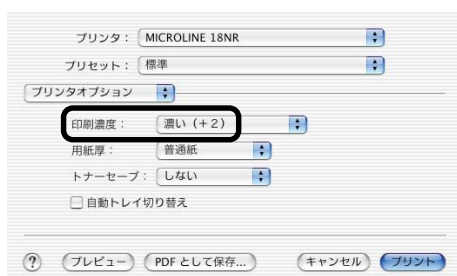 プリンタ： MICROLINE 18NR
プリセット： 標準
プリンタオプション
印刷濃度： 濃い（＋2）
用紙厚： 普通紙
トナーセーブ： しない
自動トレイ切り替え
? プレビュー PDF として保存... キャンセル プリント